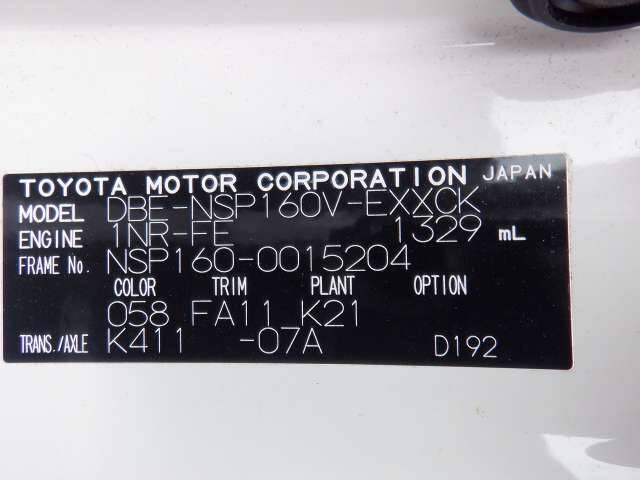 TOYOTA MOTOR CORPORATION JAPAN
MODEL DBE-NSP160V-EXXCK
ENGINE 1NR-FE 1329 mL
FRAME No. NSP160-0015204
COLOR TRIM PLANT OPTION
058 FA11 K21
TRANS./AXLE K411 -07A D192